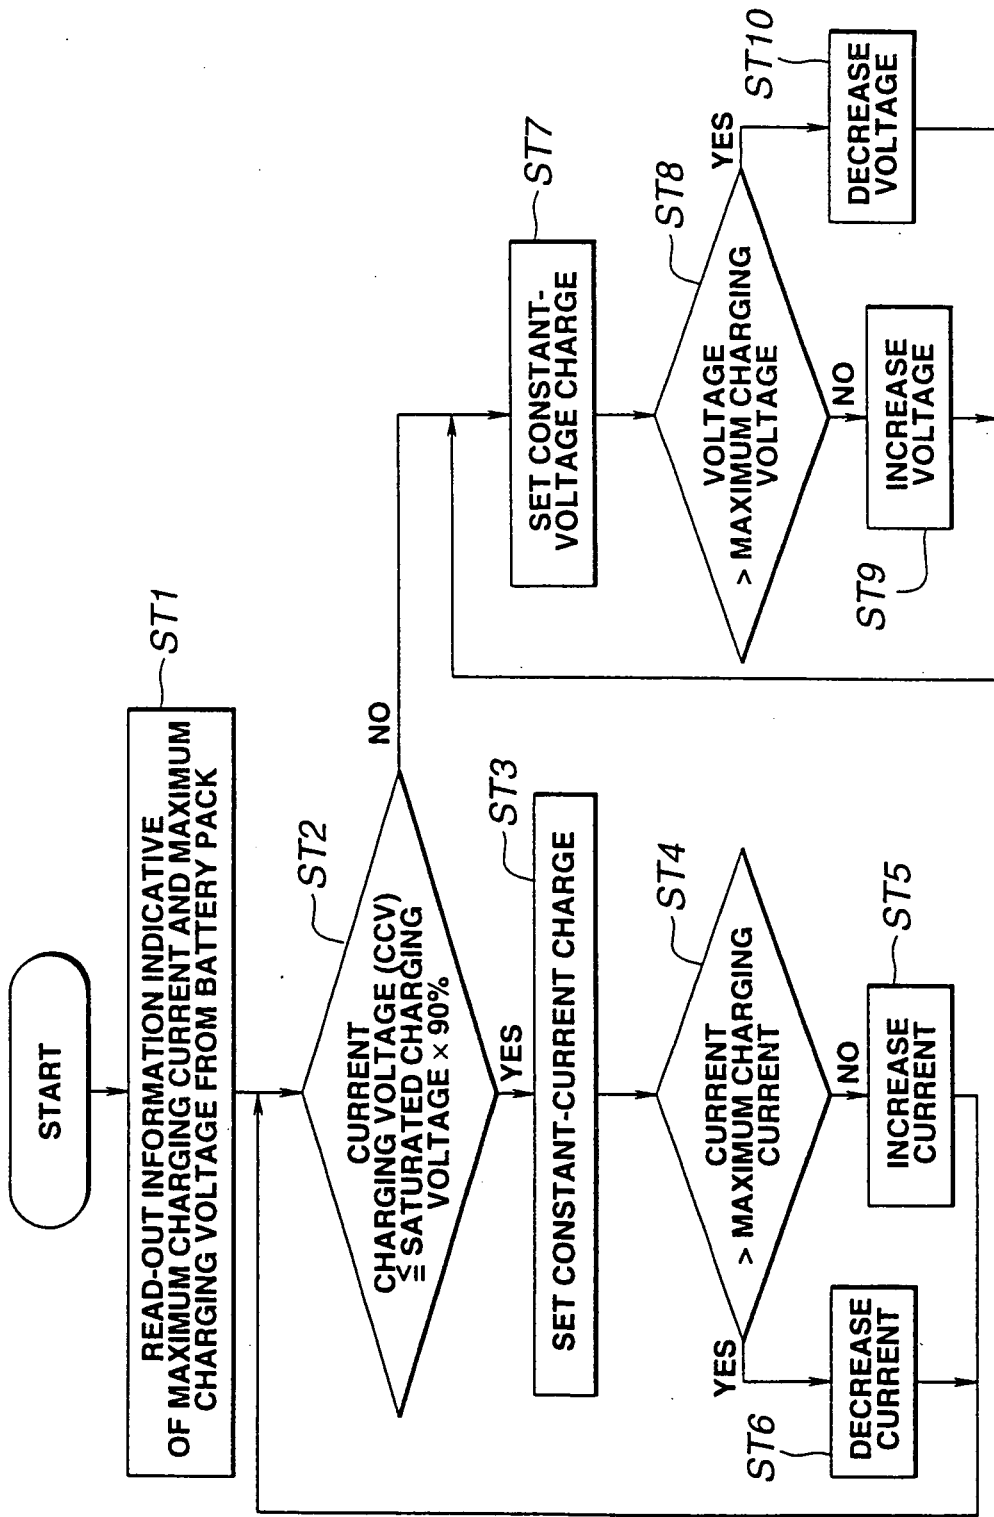 START
ST1
READ-OUT INFORMATION INDICATIVE
OF MAXIMUM CHARGING CURRENT AND MAXIMUM
CHARGING VOLTAGE FROM BATTERY PACK
ST2
CURRENT
CHARGING VOLTAGE (CCV)
≦ SATURATED CHARGING
VOLTAGE × 90%
NO
YES
ST3
SET CONSTANT-CURRENT CHARGE
ST4
CURRENT
> MAXIMUM CHARGING
CURRENT
YES
NO
ST5
INCREASE
CURRENT
ST6
DECREASE
CURRENT
ST7
SET CONSTANT-
VOLTAGE CHARGE
ST8
VOLTAGE
> MAXIMUM CHARGING
VOLTAGE
YES
NO
ST9
INCREASE
VOLTAGE
ST10
DECREASE
VOLTAGE